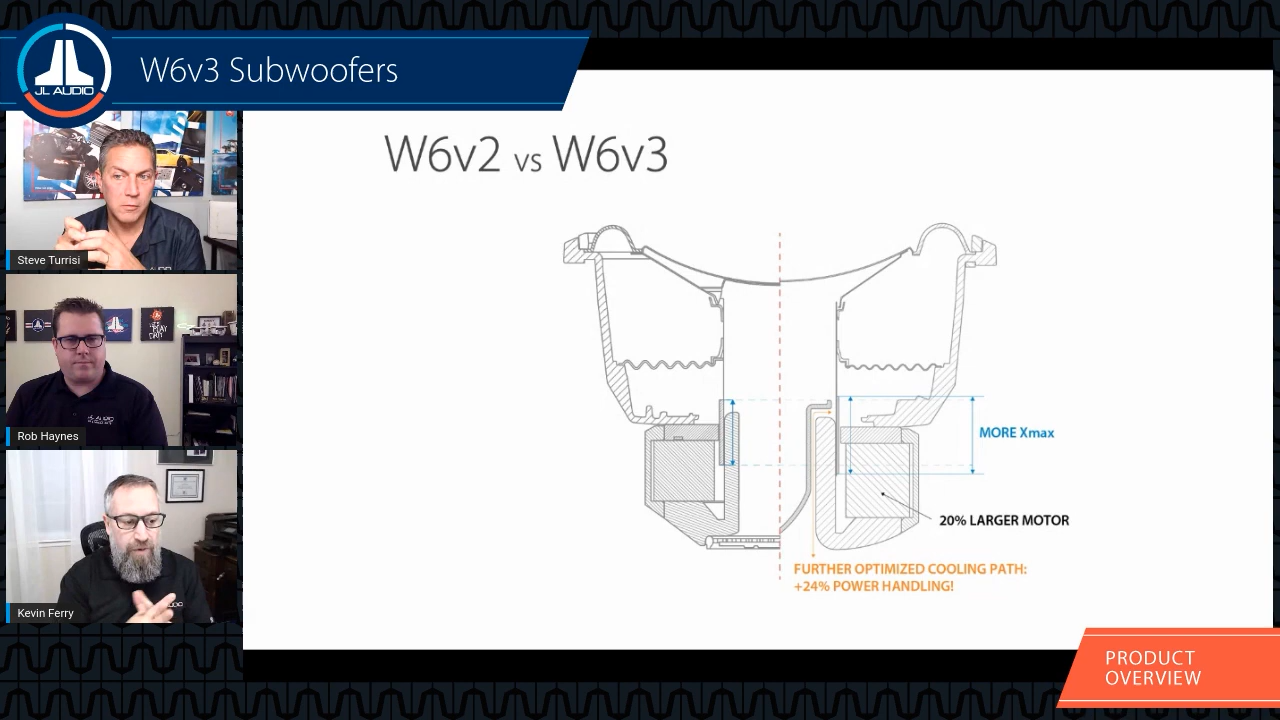 JL AUDIO
W6v3 Subwoofers
Steve Turrisi
Rob Haynes
Kevin Ferry
W6v2 vs W6v3
MORE Xmax
20% LARGER MOTOR
FURTHER OPTIMIZED COOLING PATH:
+24% POWER HANDLING!
PRODUCT
OVERVIEW